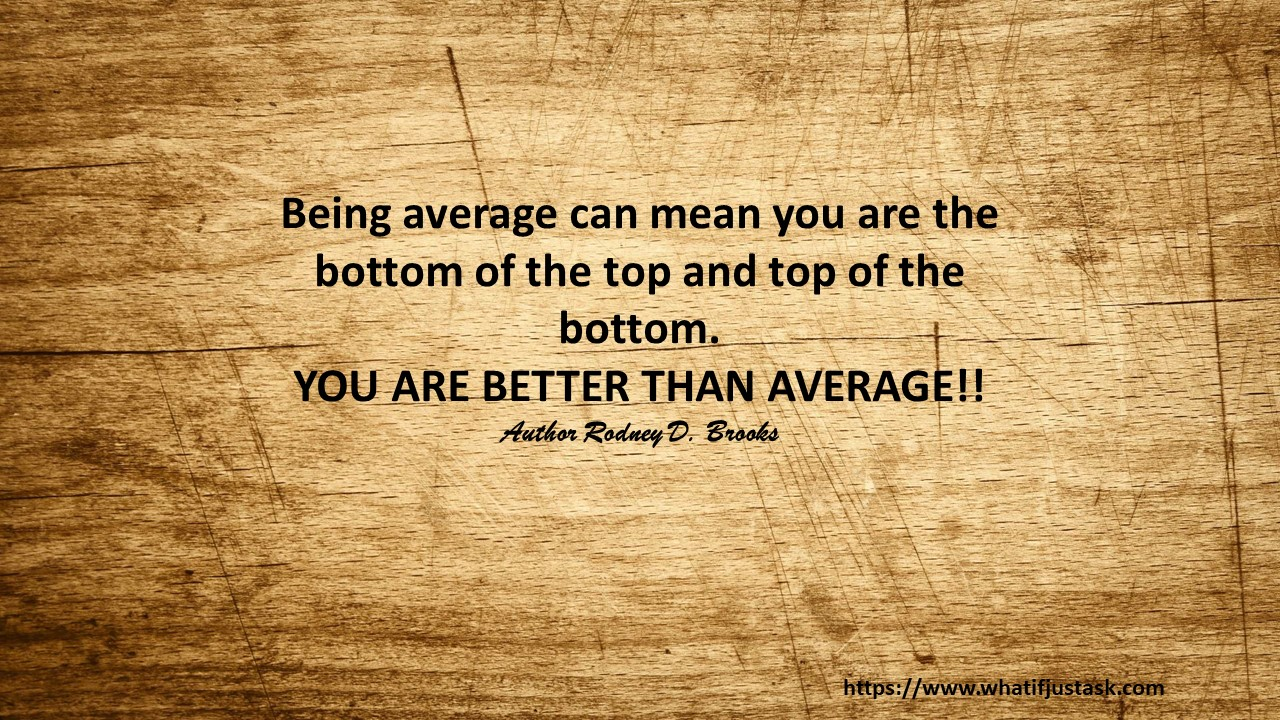 Being average can mean you are the
bottom of the top and top of the
bottom.
YOU ARE BETTER THAN AVERAGE!!
Author Rodney D. Brooks
https://www.whatifjustask.com